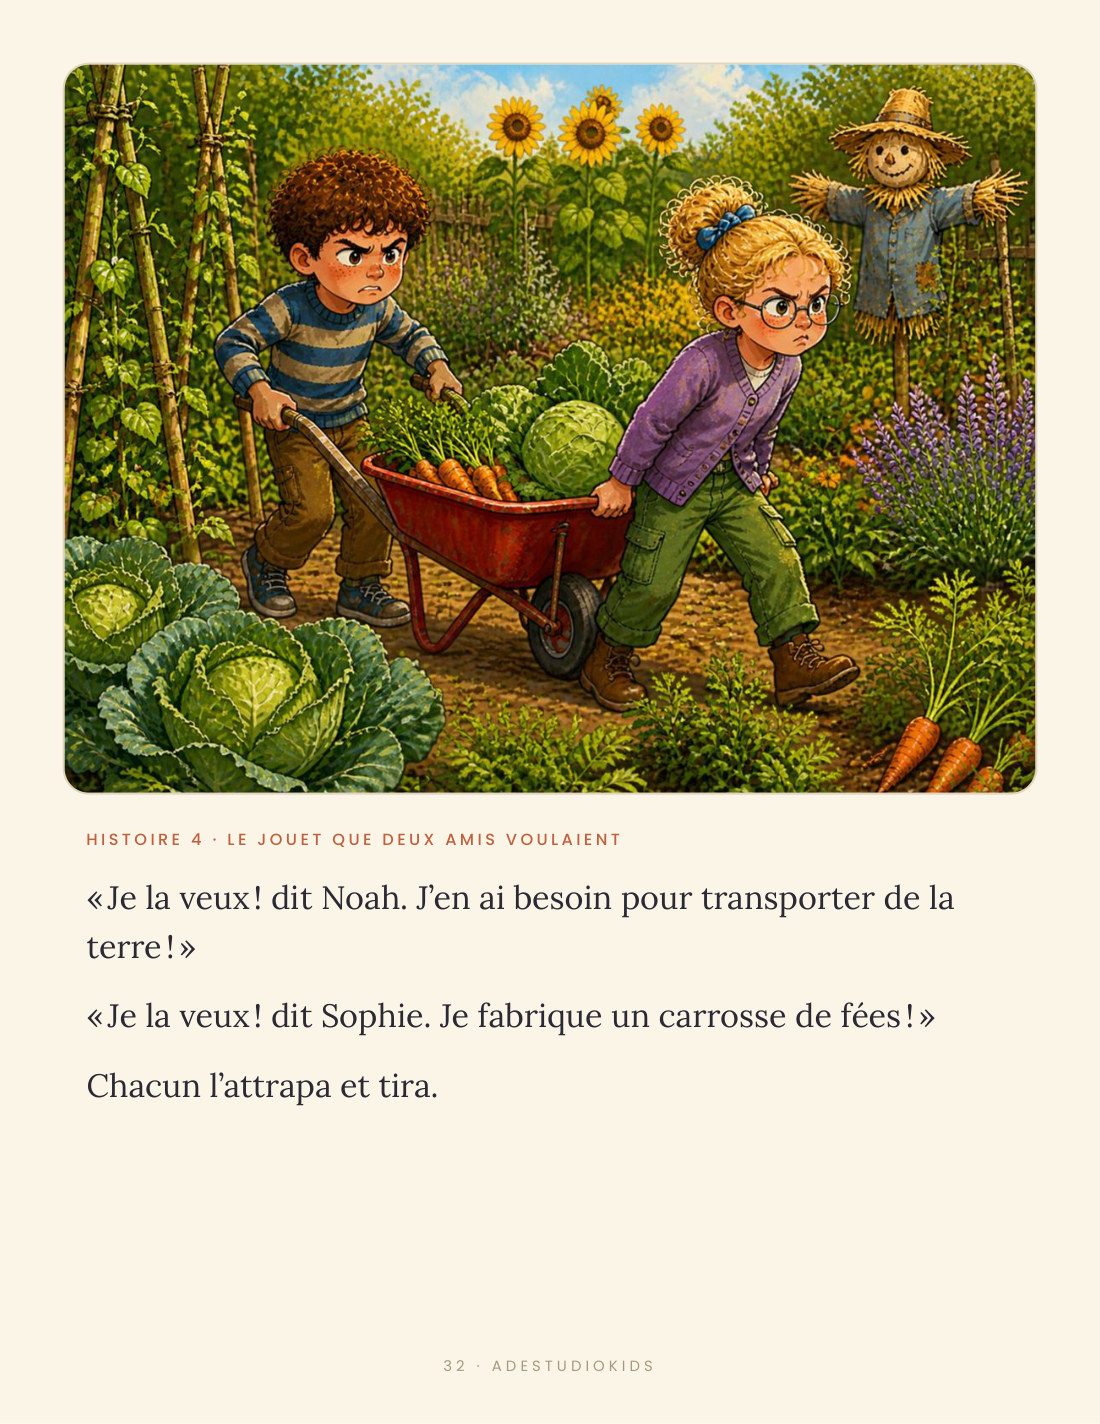 HISTOIRE 4 · LE JOUET QUE DEUX AMIS VOULAIENT
« Je la veux ! dit Noah. J’en ai besoin pour transporter de la
terre ! »
« Je la veux ! dit Sophie. Je fabrique un carrosse de fées ! »
Chacun l’attrapa et tira.
32 · ADESTUDIOKIDS